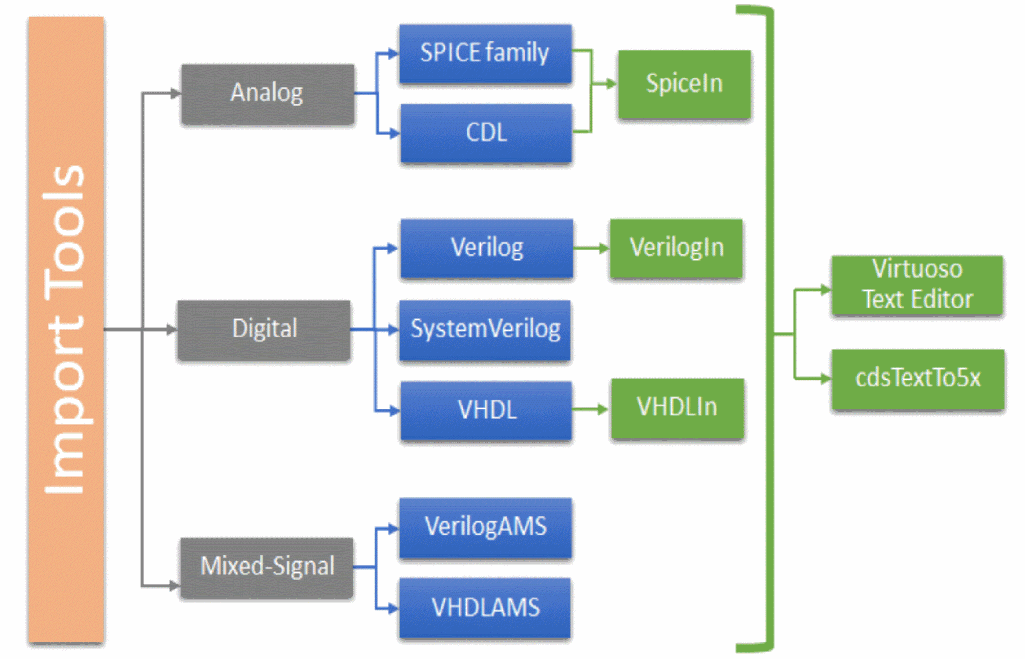 Import Tools
Analog
SPICE family
CDL
SpiceIn
Digital
Verilog
VerilogIn
SystemVerilog
VHDL
VHDLIn
Mixed-Signal
VerilogAMS
VHDLAMS
Virtuoso
Text Editor
cdsTextTo5x